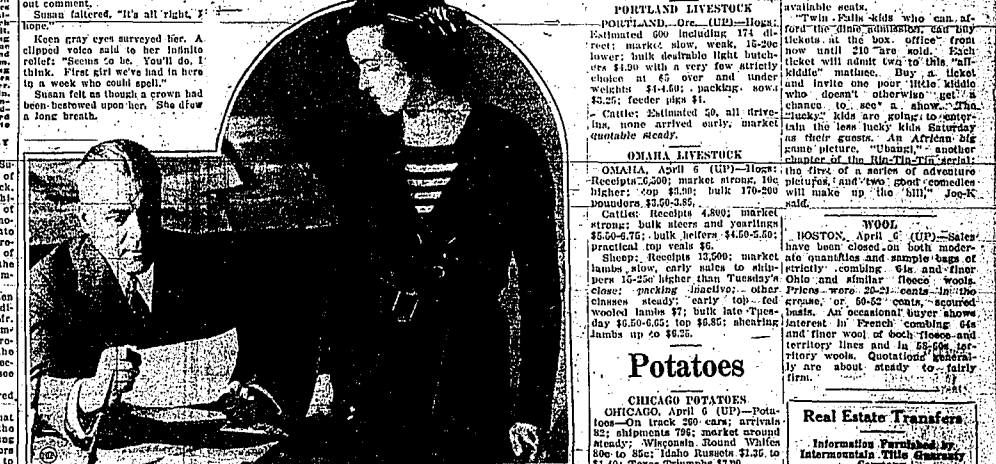 out comment.
Susan faltered, "It's all right, I
hope."
Keen gray eyes surveyed her. A
clipped voice said to her infinite
relief: "Seems to be. You'll do, I
think. First girl we've had in here
in a week who could spell."
Susan felt as though a crown had
been bestowed upon her. She drew
a long breath.
PORTLAND LIVESTOCK
PORTLAND, Ore. (UP)—Hogs:
Estimated 600 including 174 di-
rect; market slow, weak, 15-20c
lower; bulk desirable light butch-
ers $4.90 with a very few strictly
choice at $5 over and under
weights $4-4.50; packing sows
$3.25; feeder pigs $4.
Cattle: Estimated 50, all drive-
ins, none arrived early, market
quotable steady.
OMAHA LIVESTOCK
OMAHA, April 6 (UP)—Hogs:
Receipts 6,500; market strong, 10c
higher; top $3.90; bulk 170-200
pounders $3.50-3.85.
Cattle: Receipts 4,800; market
strong; bulk steers and yearlings
$5.50-6.75; bulk heifers $4.50-5.50;
practical top veals $6.
Sheep: Receipts 13,500; market
lambs slow, early sales to ship-
pers 15-25c higher than Tuesday's
close; packing inactive; other
classes steady; early top fed
wooled lambs $7; bulk late Tues-
day $6.50-6.65; top $6.85; shearing
lambs up to $6.25.
Potatoes
CHICAGO POTATOES
CHICAGO, April 6 (UP)—Pota-
toes—On track 260 cars; arrivals
82; shipments 796; market around
steady; Wisconsin Round Whites
80c to 85c; Idaho Russets $1.35 to
available seats.
"Twin Falls kids who can af-
ford the dime admission, can buy
tickets at the box office from
now until 210 are sold. Each
ticket will admit two to this "all-
kiddie" matinee. Buy a ticket
and invite one poor little kiddie
who doesn't otherwise get a
chance to see a show. The
"lucky" kids are going to enter-
tain the less lucky kids Saturday
as their guests. An African big
game picture, "Ubangi," another
chapter of the Rin-Tin-Tin serial;
the first of a series of adventure
pictures, and two good comedies
will make up the bill," Joe-K
said.
WOOL
BOSTON, April 6 (UP)—Sales
have been closed on both moder-
ate quantities and sample bags of
strictly combing 64s and finer
Ohio and similar fleece wools.
Prices were 20-21 cents in the
grease, or 50-52 cents, scoured
basis. An occasional buyer shows
interest in French combing 64s
and finer wool of both fleece and
territory lines and in 58-60s ter-
ritory wools. Quotations general-
ly are about steady to fairly
firm.
Real Estate Transfers
Information Furnished by
Intermountain Title Guaranty